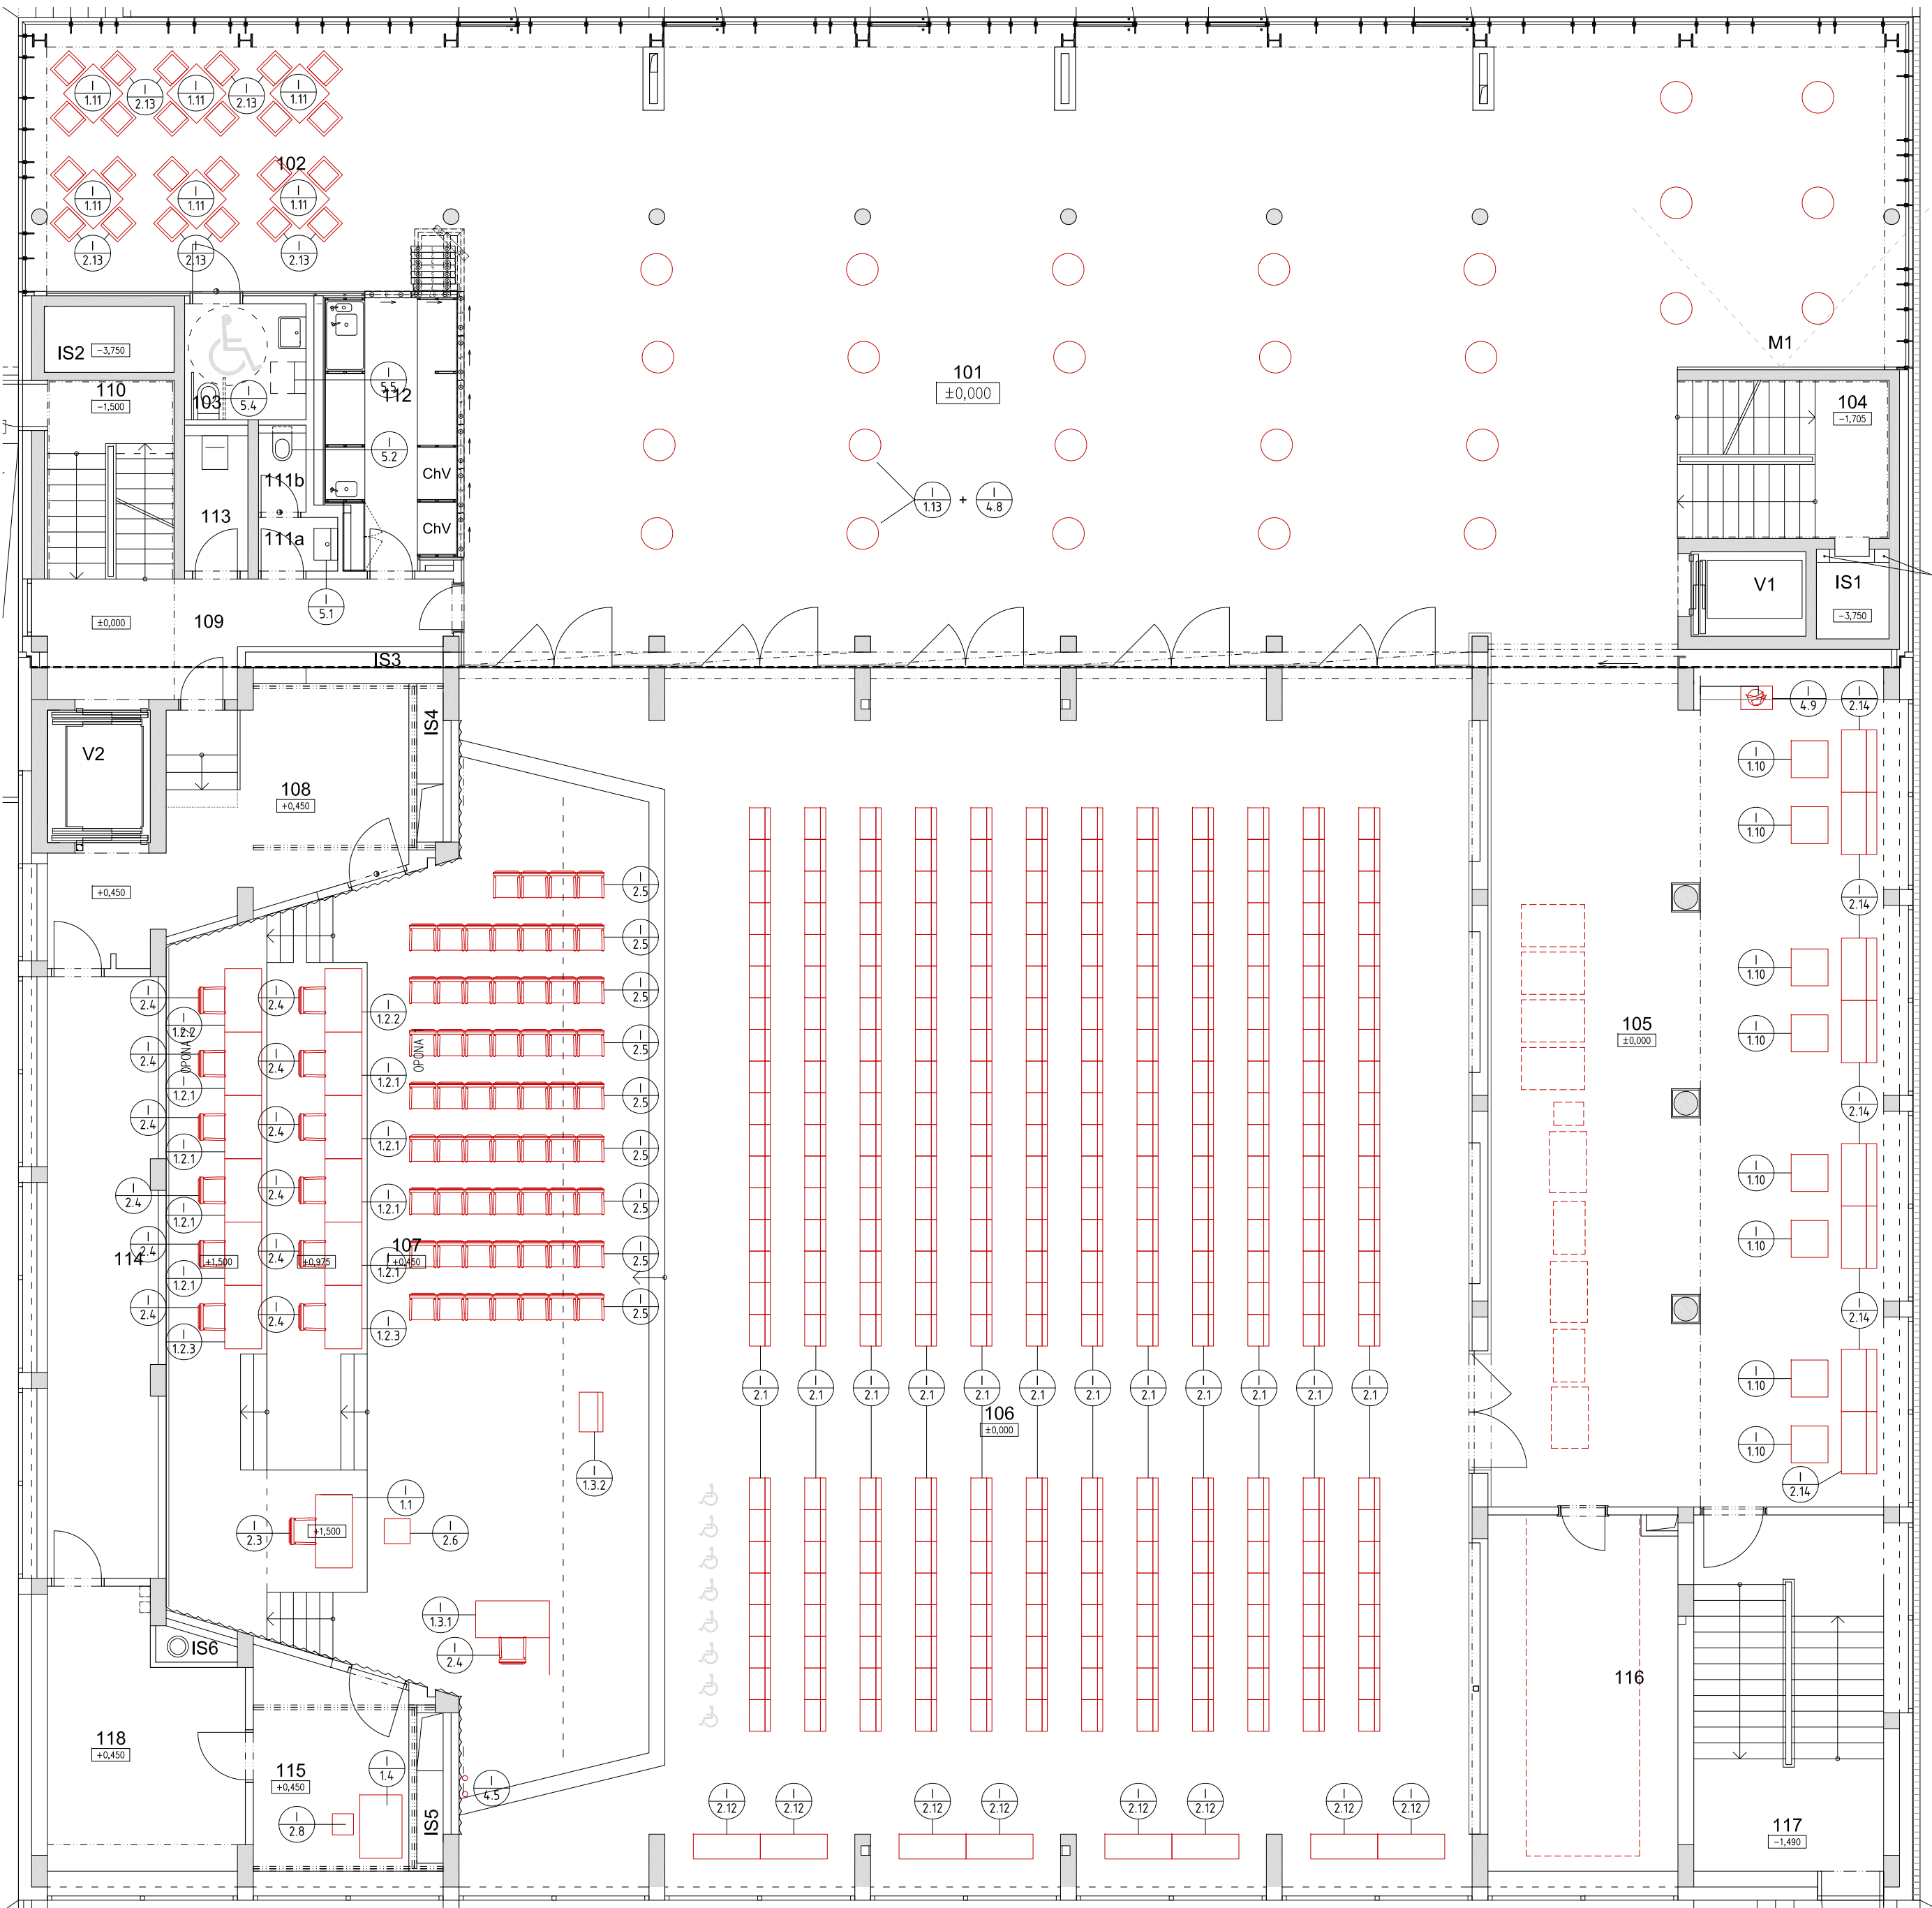 I 1.11
I 2.13
I 1.11
I 2.13
I 1.11
102
I 1.11
I 1.11
I 1.11
I 2.13
I 2.13
I 2.13
IS2 -3,750
110
-1,500
103
I 5.4
I 5.5
112
I 5.2
111b
ChV
113
111a
ChV
I 5.1
±0,000
109
IS3
101
±0,000
I 1.13 + I 4.8
M1
104
-1,705
V1
IS1
-3,750
V2
IS4
108
+0,450
+0,450
I 4.9
I 2.14
I 1.10
I 1.10
I 2.14
I 1.10
I 1.10
I 2.14
I 1.10
I 1.10
I 2.14
I 1.10
I 1.10
I 2.14
105
±0,000
I 2.5
I 2.5
I 2.5
I 2.5
I 2.5
I 2.5
I 2.5
I 2.5
I 2.5
I 2.4
I 2.4
I 1.2.2
I 1.2.2
OPONA
OPONA 1
I 2.4
I 2.4
I 1.2.1
I 1.2.1
I 2.4
I 2.4
I 1.2.1
I 1.2.1
I 2.4
I 2.4
I 1.2.1
I 1.2.1
I 2.4
I 2.4
I 1.2.1
I 1.2.1
114
+1,500
+0,975
107
+0,450
I 2.4
I 2.4
I 1.2.3
I 1.2.3
I 2.1
I 2.1
I 2.1
I 2.1
I 2.1
I 2.1
I 2.1
I 2.1
I 2.1
I 2.1
I 2.1
I 2.1
106
±0,000
I 1.3.2
I 1.1
I 2.3
+1,500
I 2.6
I 1.3.1
I 2.4
IS6
118
+0,450
115
+0,450
I 1.4
I 2.8
IS5
I 4.5
I 2.12
I 2.12
I 2.12
I 2.12
I 2.12
I 2.12
I 2.12
I 2.12
116
117
-1,490